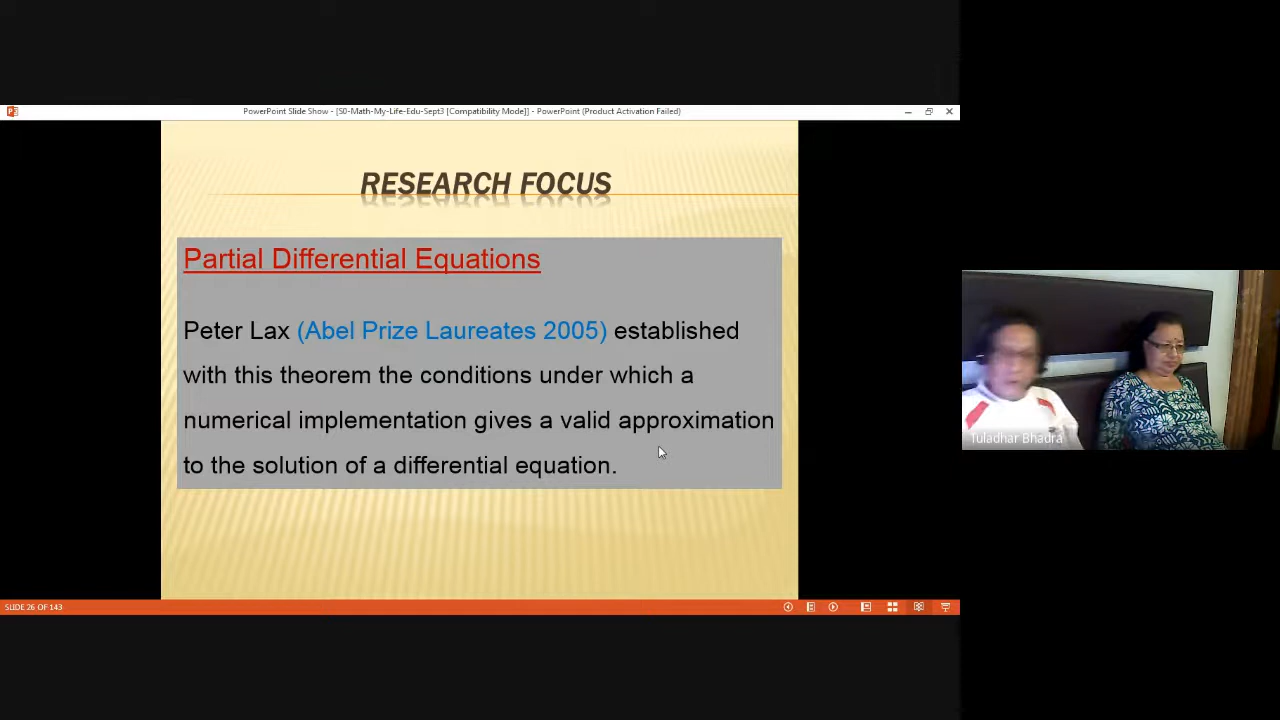 PowerPoint Slide Show - [S0-Math-My-Life-Edu-Sept3 [Compatibility Mode]] - PowerPoint (Product Activation Failed)
RESEARCH FOCUS
Partial Differential Equations
Peter Lax (Abel Prize Laureates 2005) established
with this theorem the conditions under which a
numerical implementation gives a valid approximation
to the solution of a differential equation.
Tuladhar Bhadra
SLIDE 26 OF 143